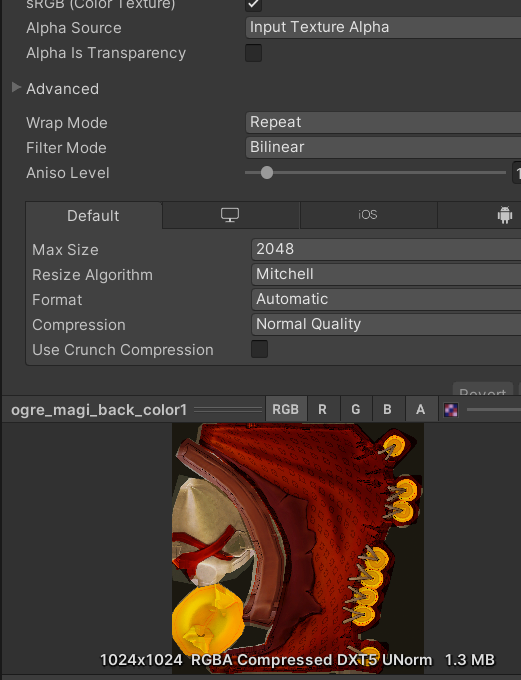 sRGB (Color Texture)
Alpha Source Input Texture Alpha
Alpha Is Transparency
Advanced
Wrap Mode Repeat
Filter Mode Bilinear
Aniso Level 1
Default iOS
Max Size 2048
Resize Algorithm Mitchell
Format Automatic
Compression Normal Quality
Use Crunch Compression
Revert
ogre_magi_back_color1 RGB R G B A
1024x1024 RGBA Compressed DXT5 UNorm 1.3 MB